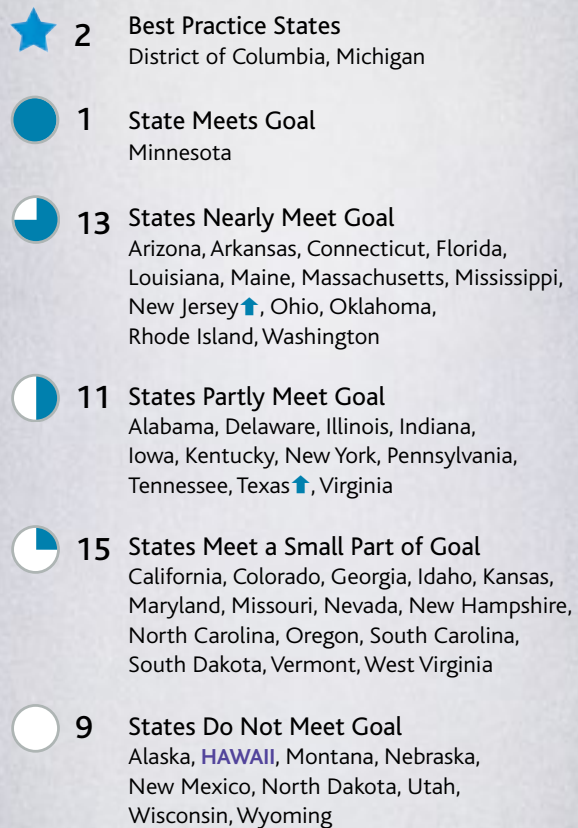 2 Best Practice States
District of Columbia, Michigan
1 State Meets Goal
Minnesota
13 States Nearly Meet Goal
Arizona, Arkansas, Connecticut, Florida,
Louisiana, Maine, Massachusetts, Mississippi,
New Jersey⬆, Ohio, Oklahoma,
Rhode Island, Washington
11 States Partly Meet Goal
Alabama, Delaware, Illinois, Indiana,
Iowa, Kentucky, New York, Pennsylvania,
Tennessee, Texas⬆, Virginia
15 States Meet a Small Part of Goal
California, Colorado, Georgia, Idaho, Kansas,
Maryland, Missouri, Nevada, New Hampshire,
North Carolina, Oregon, South Carolina,
South Dakota, Vermont, West Virginia
9 States Do Not Meet Goal
Alaska, HAWAII, Montana, Nebraska,
New Mexico, North Dakota, Utah,
Wisconsin, Wyoming